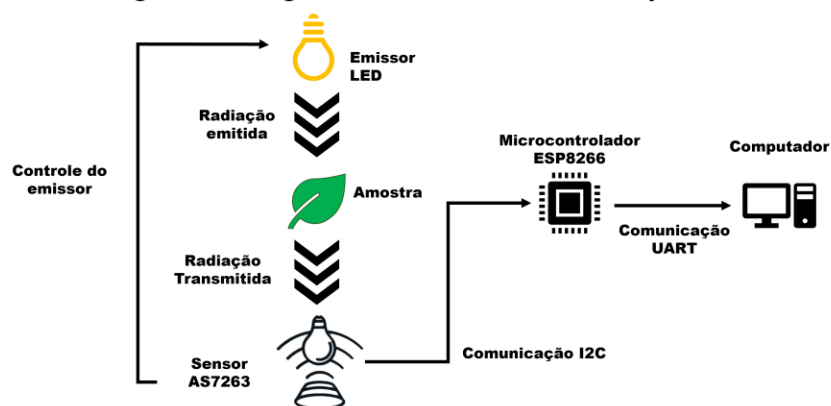 Emissor
LED
Radiação
emitida
Controle do
emissor
Amostra
Microcontrolador
ESP8266
Computador
Comunicação
UART
Radiação
Transmitida
Sensor
AS7263
Comunicação I2C